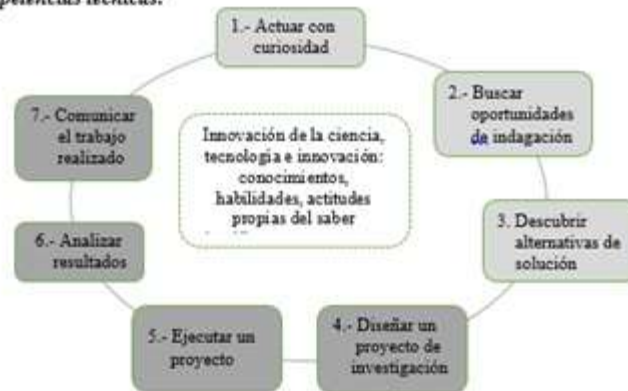 petencias técnicas.
1.- Actuar con
curiosidad
2.- Buscar
oportunidades
de indagación
3. Descubrir
alternativas de
solución
4.- Diseñar un
proyecto de
investigación
5.- Ejecutar un
proyecto
6.- Analizar
resultados
7.- Comunicar
el trabajo
realizado
Innovación de la ciencia,
tecnología e innovación:
conocimientos,
habilidades, actitudes
propias del saber